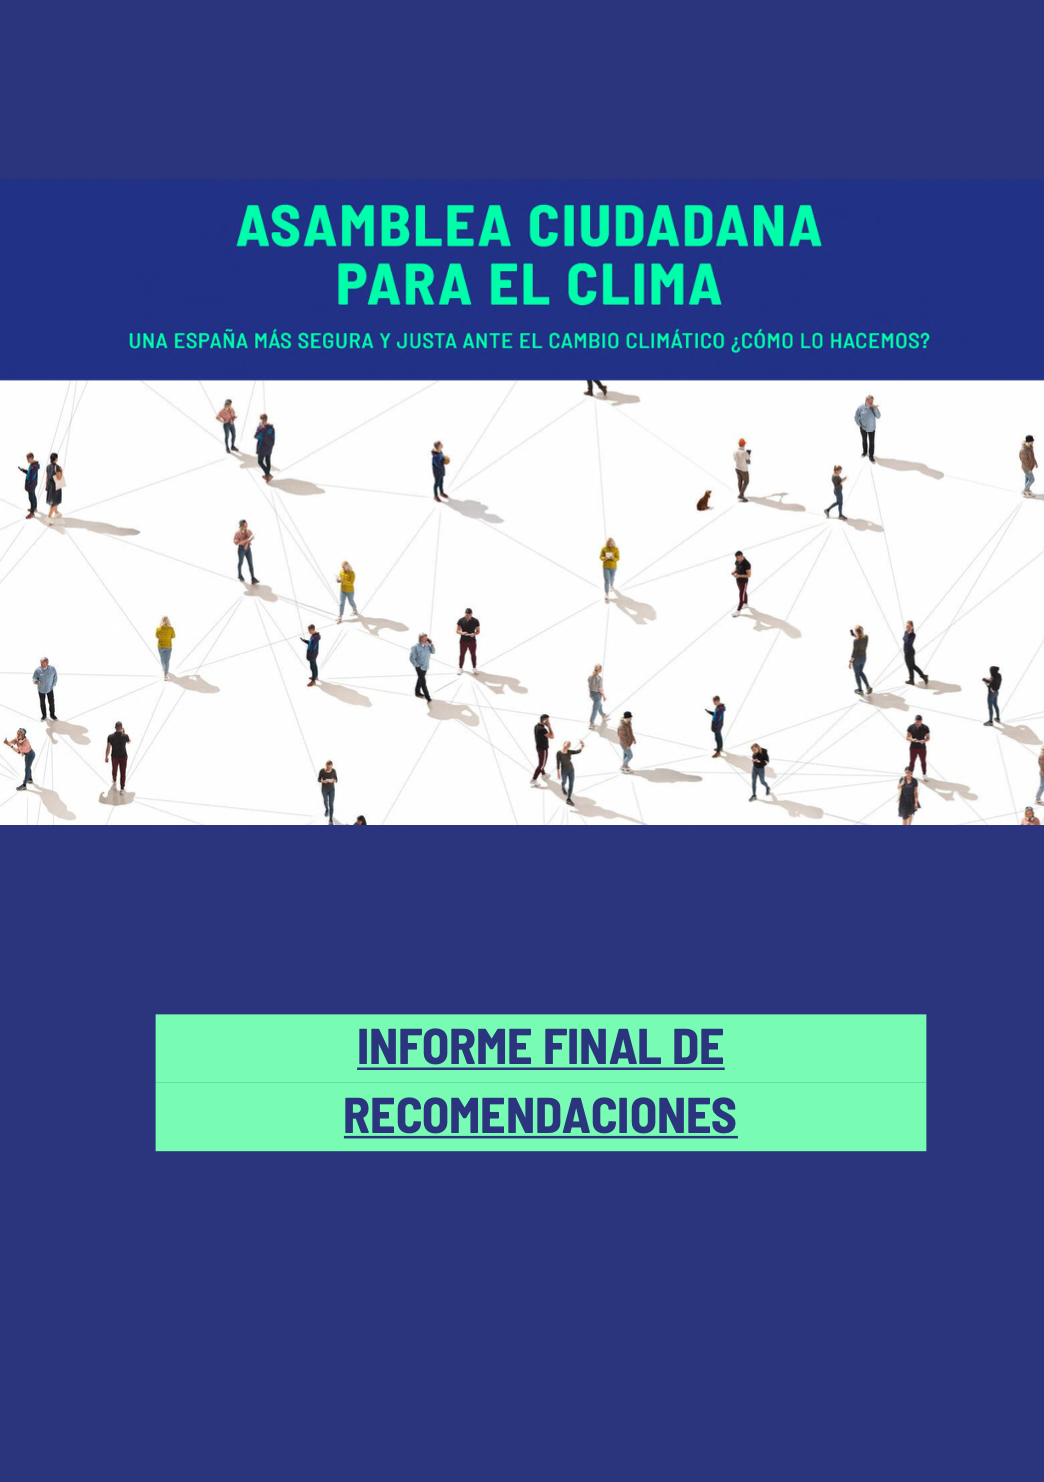 ASAMBLEA CIUDADANA
PARA EL CLIMA
UNA ESPAÑA MÁS SEGURA Y JUSTA ANTE EL CAMBIO CLIMÁTICO ¿CÓMO LO HACEMOS?
INFORME FINAL DE
RECOMENDACIONES